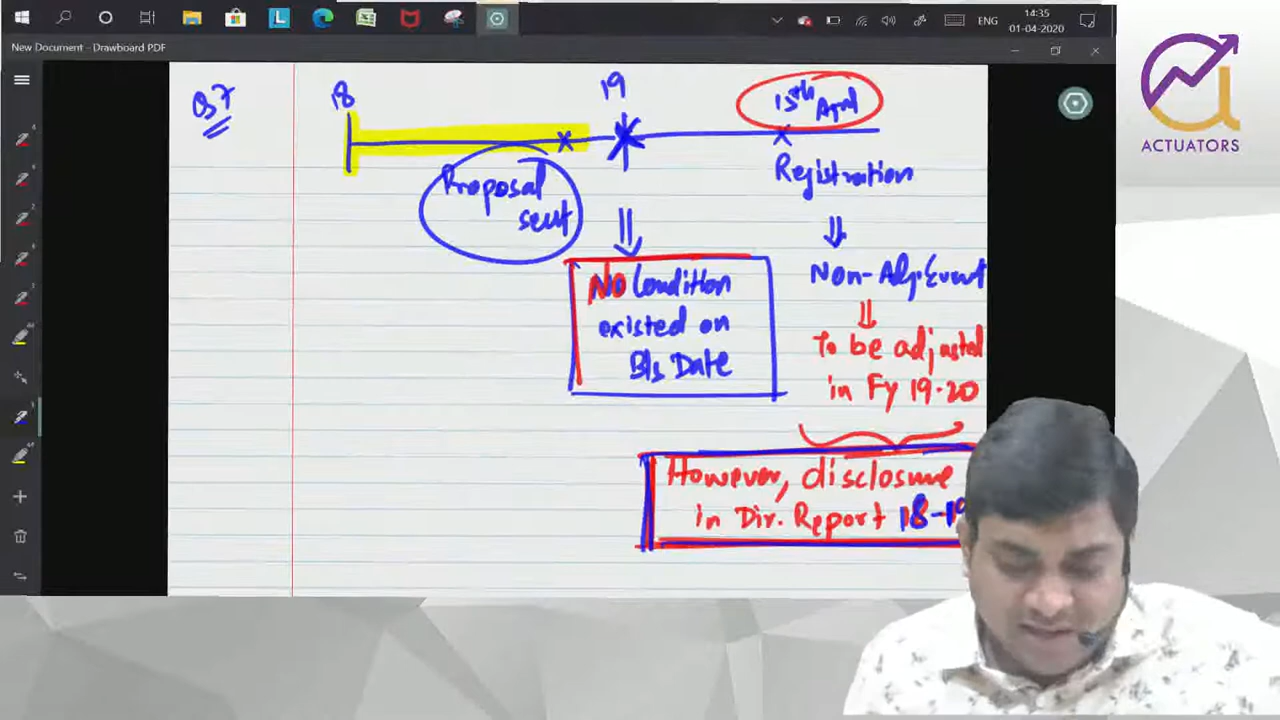 14:35
ENG
01-04-2020
New Document - Drawboard PDF
ACTUATORS
Q7
18
19
15th April
Proposal
sent
Registration
No Condition
existed on
B/s Date
Non-Adj. Event
To be adjusted
in Fy 19-20
However, disclosure
in Dir. Report 18-19